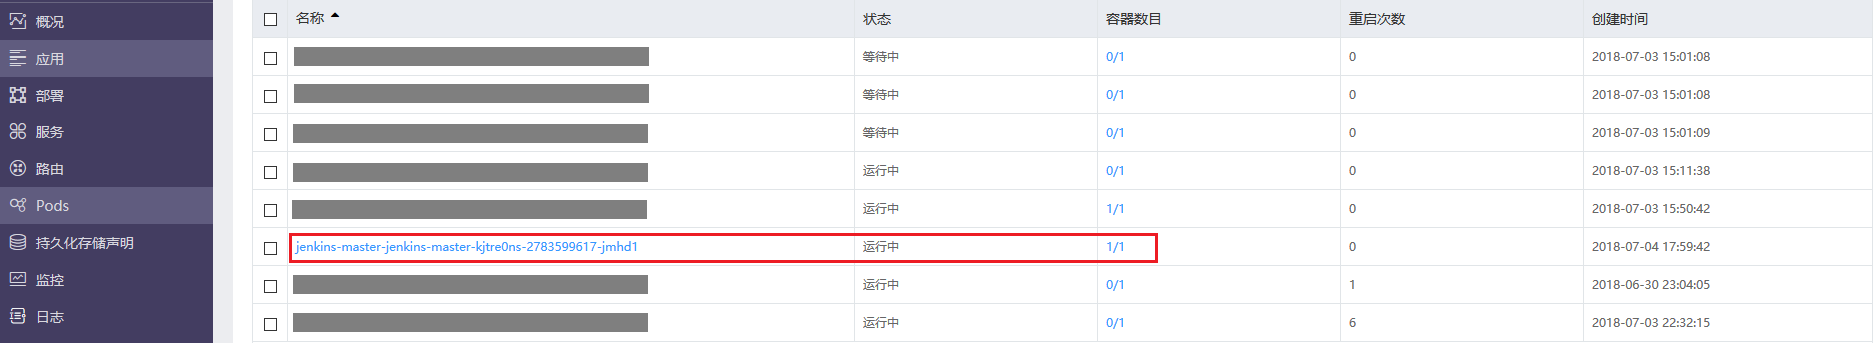 概况
应用
部署
服务
路由
Pods
持久化存储声明
监控
日志
名称 状态 容器数目 重启次数 创建时间
等待中 0/1 0 2018-07-03 15:01:08
等待中 0/1 0 2018-07-03 15:01:08
等待中 0/1 0 2018-07-03 15:01:09
运行中 0/1 0 2018-07-03 15:11:38
运行中 1/1 0 2018-07-03 15:50:42
jenkins-master-jenkins-master-kjtre0ns-2783599617-jmhd1 运行中 1/1 0 2018-07-04 17:59:42
运行中 0/1 1 2018-06-30 23:04:05
运行中 0/1 6 2018-07-03 22:32:15